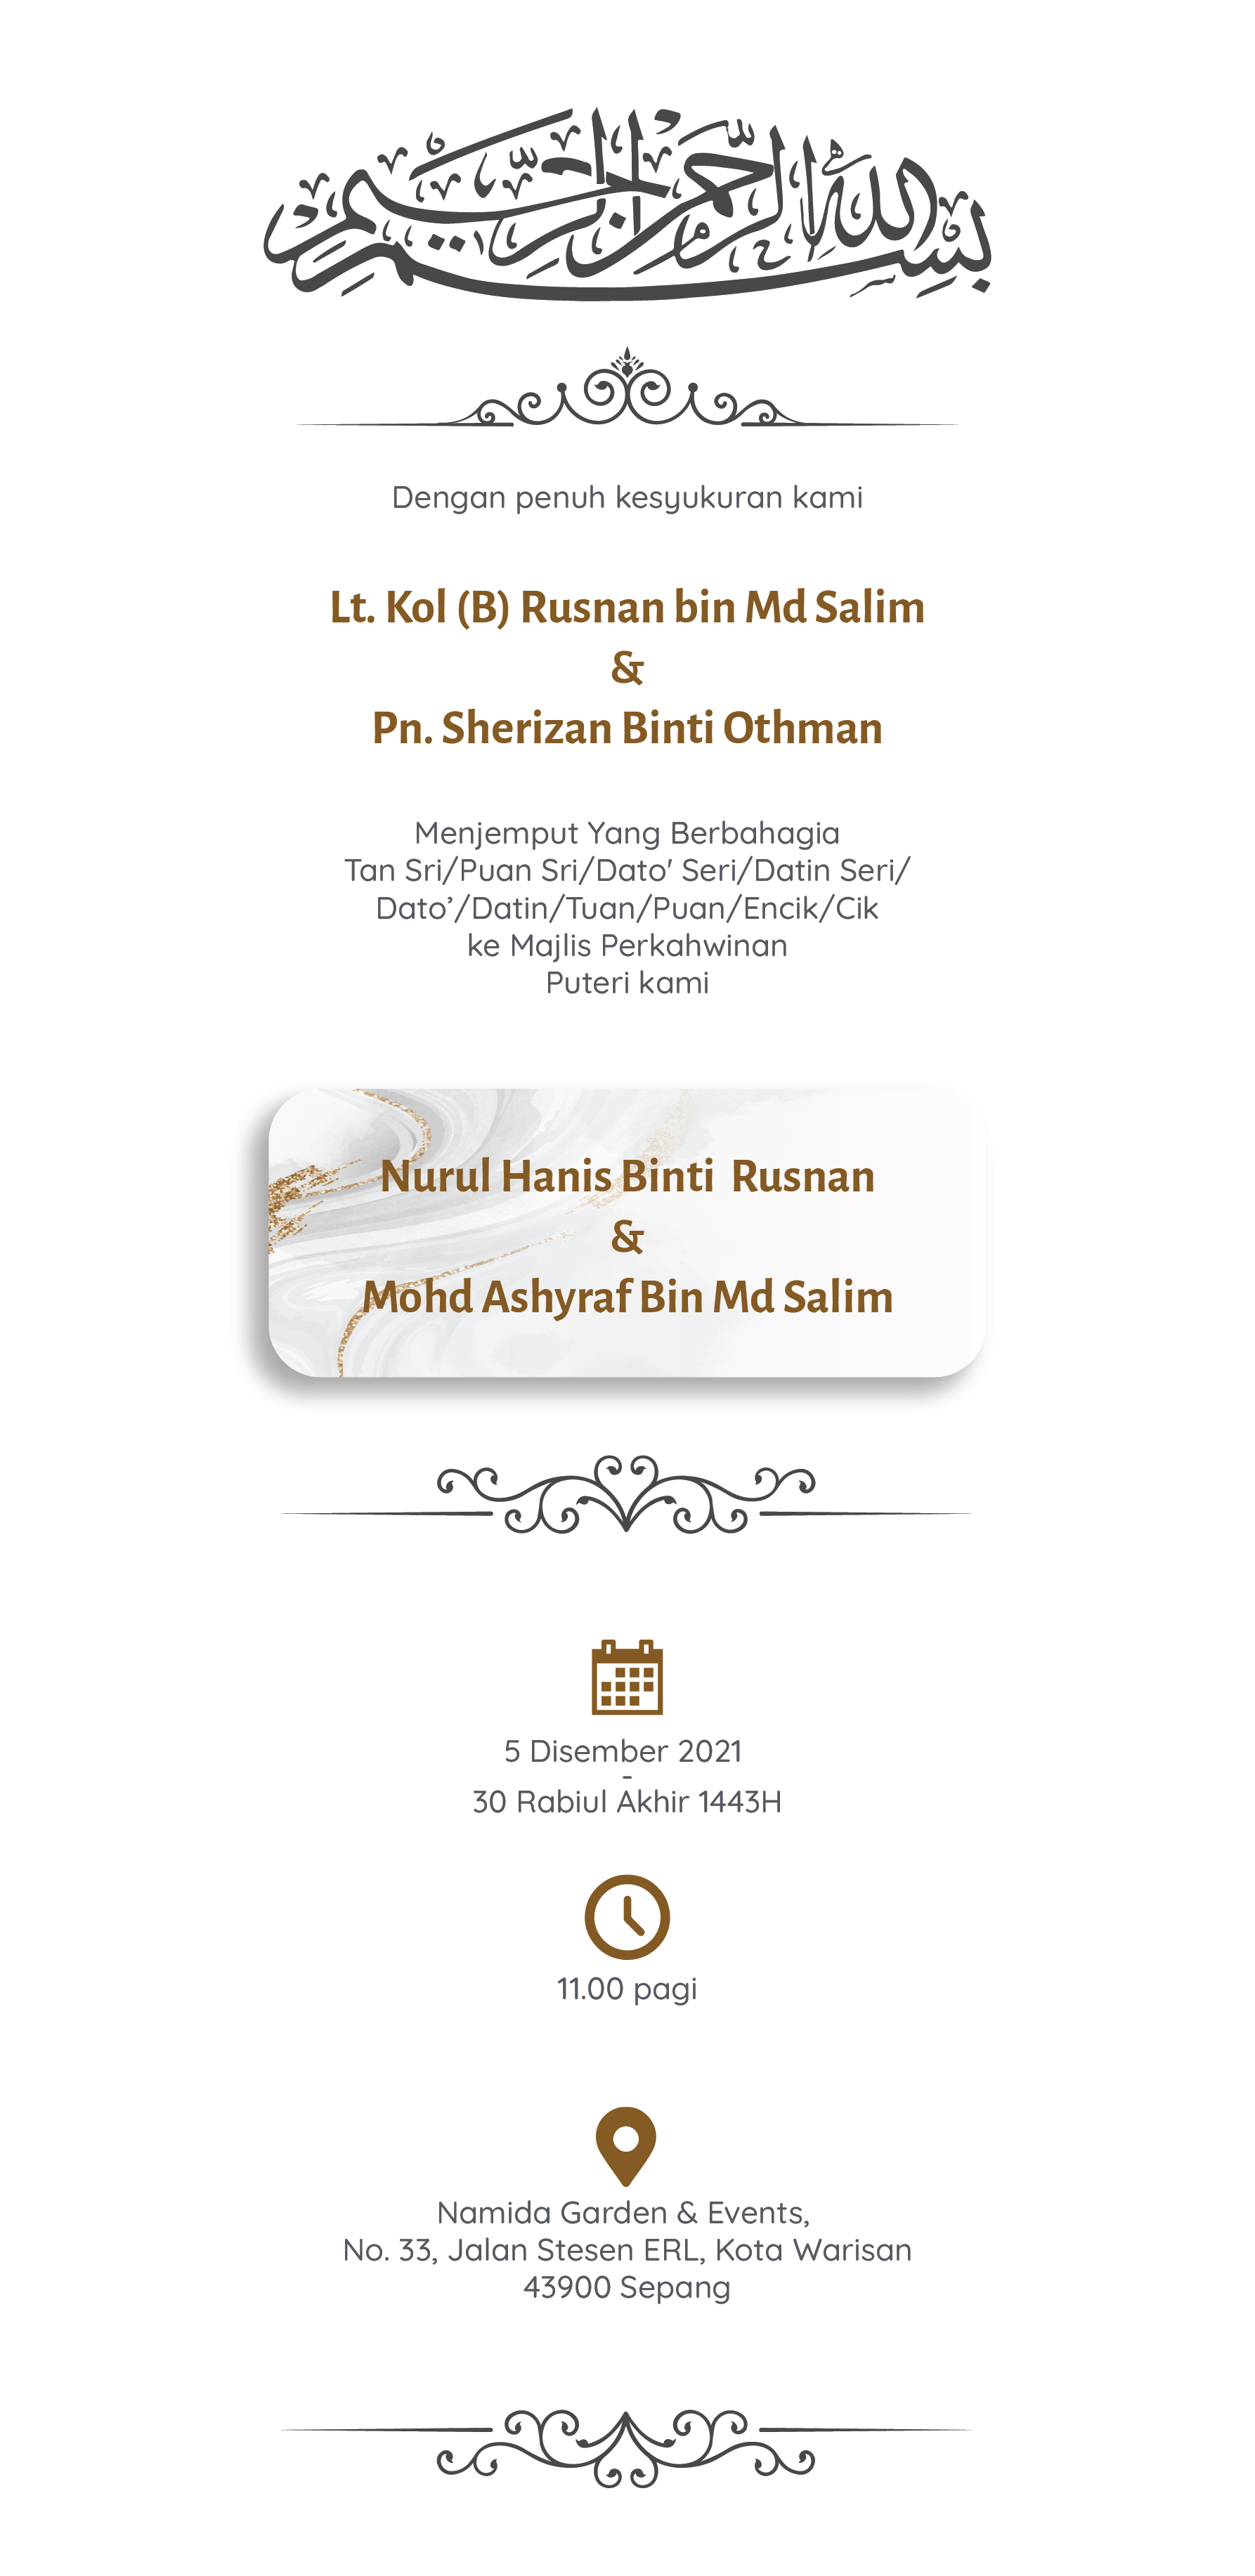 بسم الله الرحمن الرحيم
Dengan penuh kesyukuran kami
Lt. Kol (B) Rusnan bin Md Salim
&
Pn. Sherizan Binti Othman
Menjemput Yang Berbahagia
Tan Sri/Puan Sri/Dato' Seri/Datin Seri/
Dato’/Datin/Tuan/Puan/Encik/Cik
ke Majlis Perkahwinan
Puteri kami
Nurul Hanis Binti Rusnan
&
Mohd Ashyraf Bin Md Salim
5 Disember 2021
-
30 Rabiul Akhir 1443H
11.00 pagi
Namida Garden & Events,
No. 33, Jalan Stesen ERL, Kota Warisan
43900 Sepang